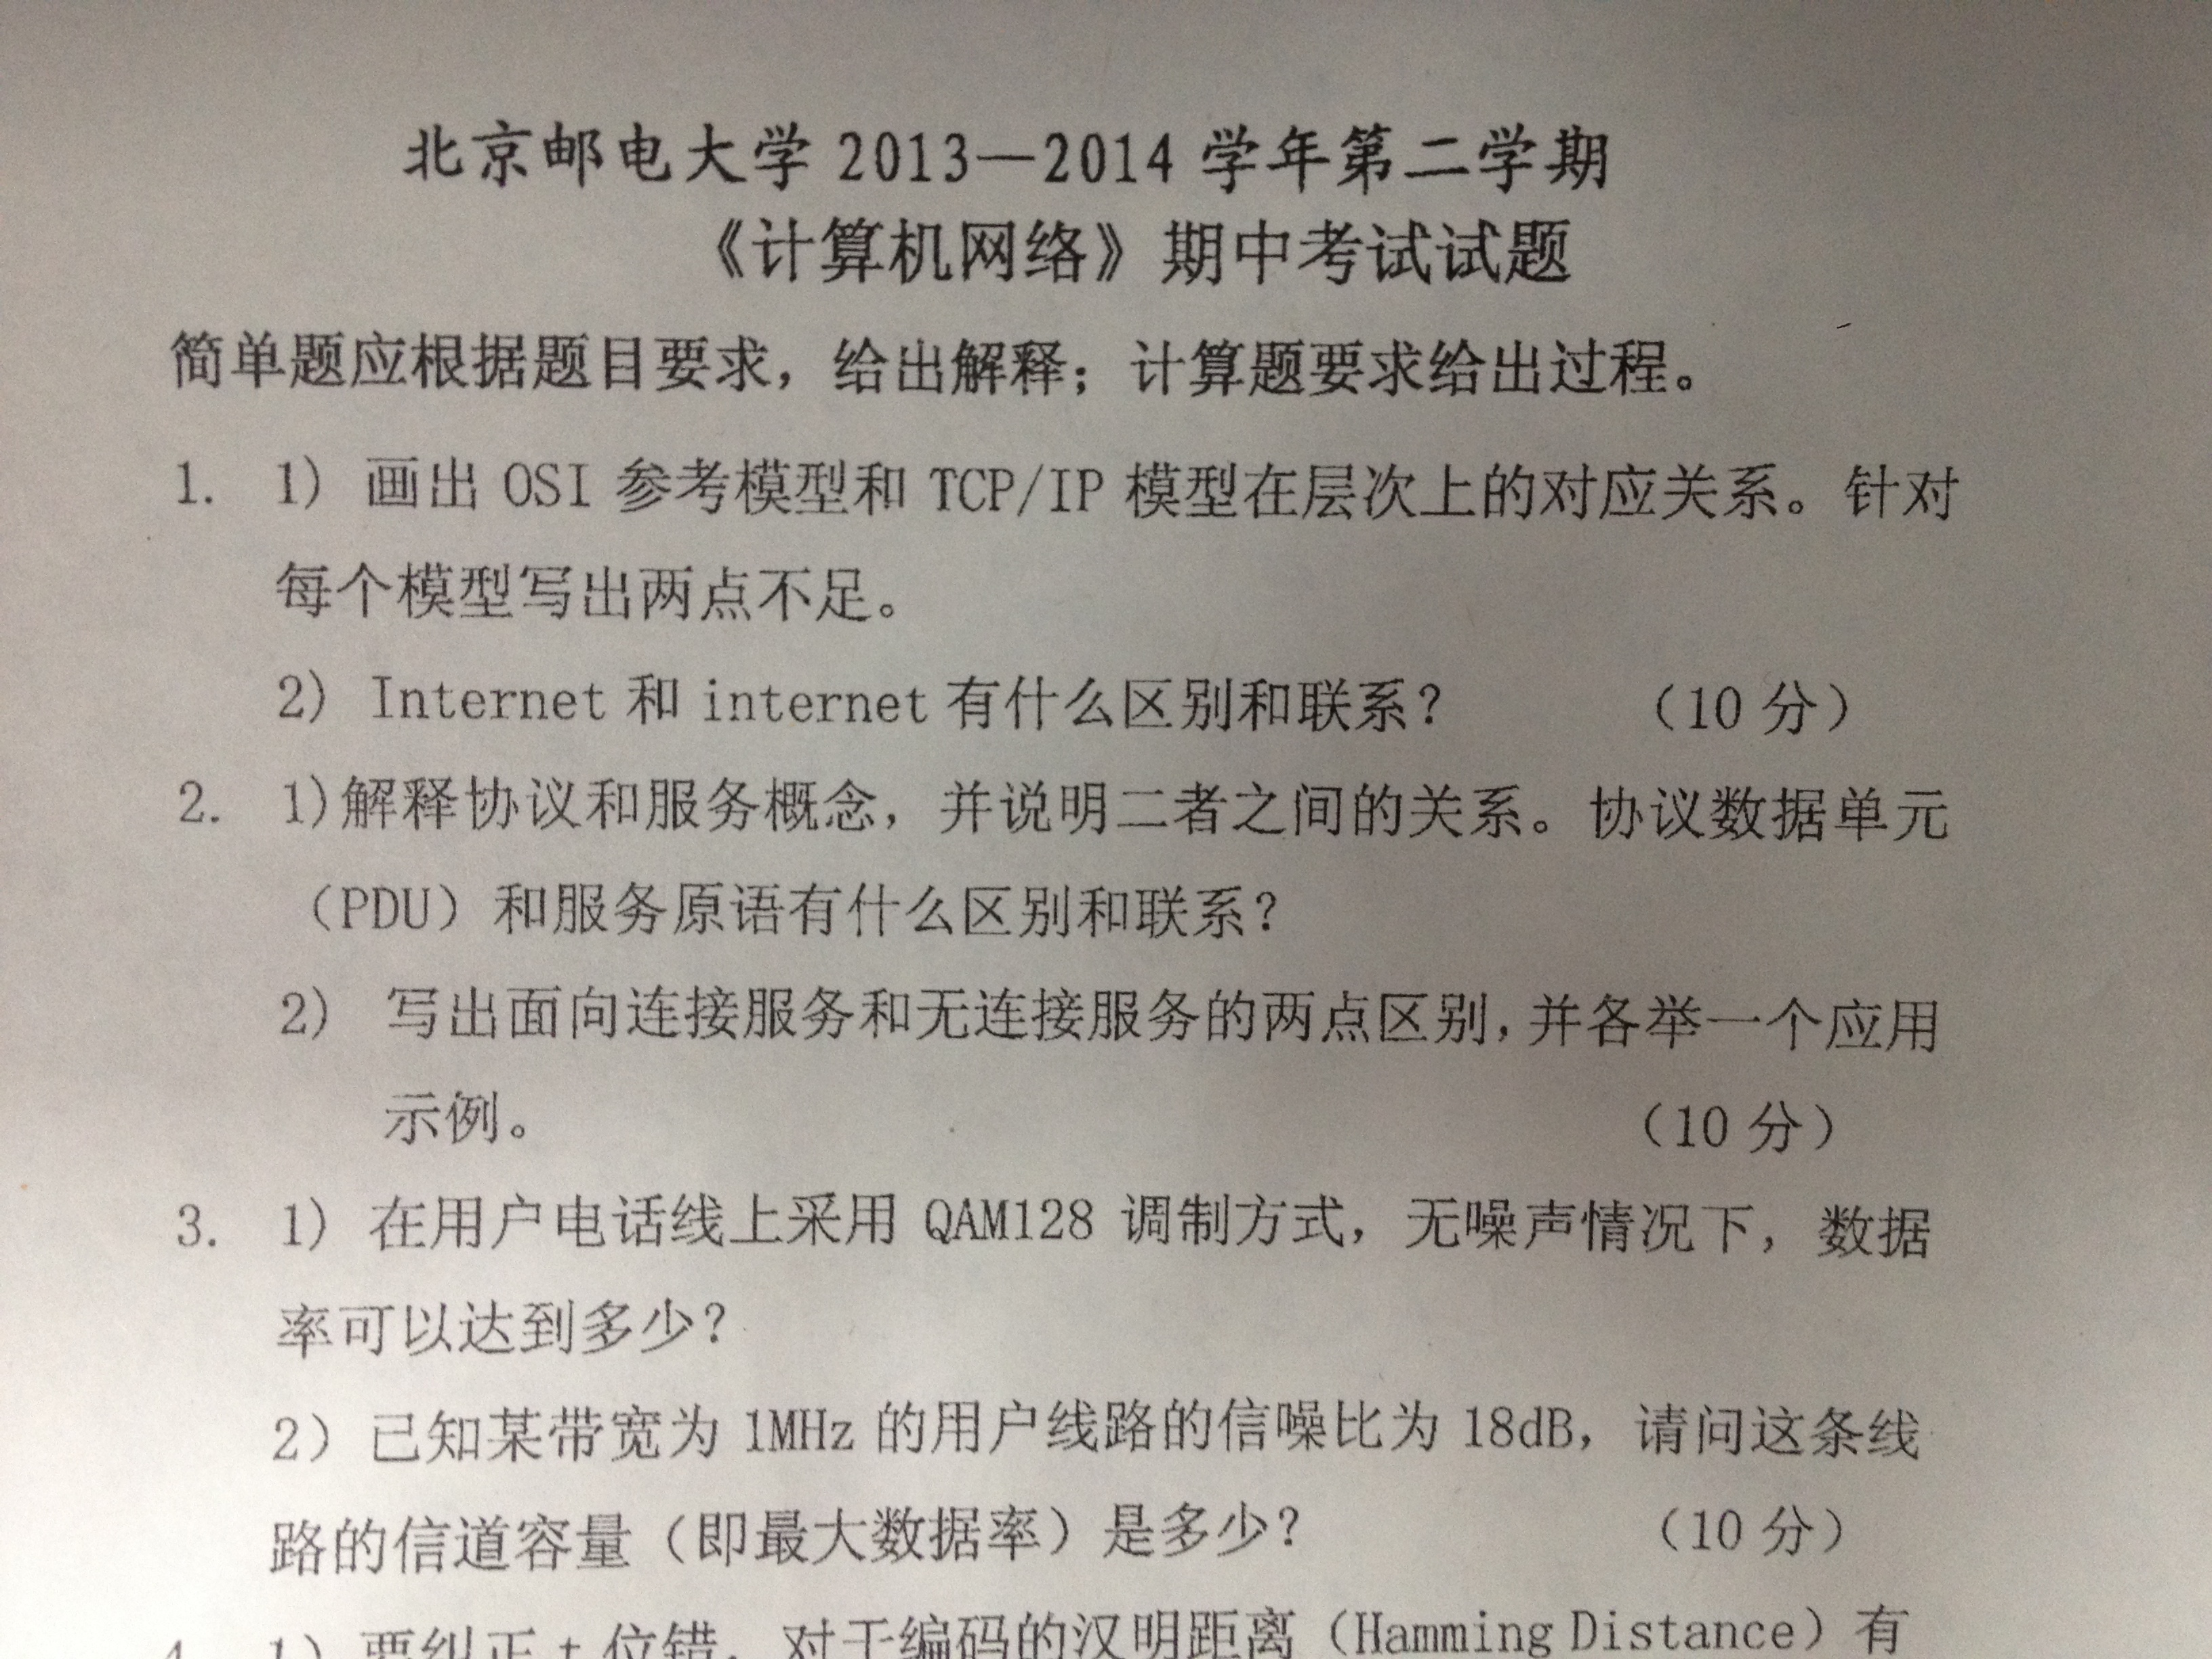 北京邮电大学 2013—2014 学年第二学期
《计算机网络》期中考试试题
简单题应根据题目要求，给出解释；计算题要求给出过程。
1. 1) 画出 OSI 参考模型和 TCP/IP 模型在层次上的对应关系。针对
每个模型写出两点不足。
2) Internet 和 internet 有什么区别和联系？ （10 分）
2. 1)解释协议和服务概念，并说明二者之间的关系。协议数据单元
（PDU）和服务原语有什么区别和联系？
2) 写出面向连接服务和无连接服务的两点区别，并各举一个应用
示例。 （10 分）
3. 1) 在用户电话线上采用 QAM128 调制方式，无噪声情况下，数据
率可以达到多少？
2）已知某带宽为 1MHz 的用户线路的信噪比为 18dB，请问这条线
路的信道容量（即最大数据率）是多少？ （10 分）
4. 1) 要纠正 t 位错，对于编码的汉明距离（Hamming Distance）有